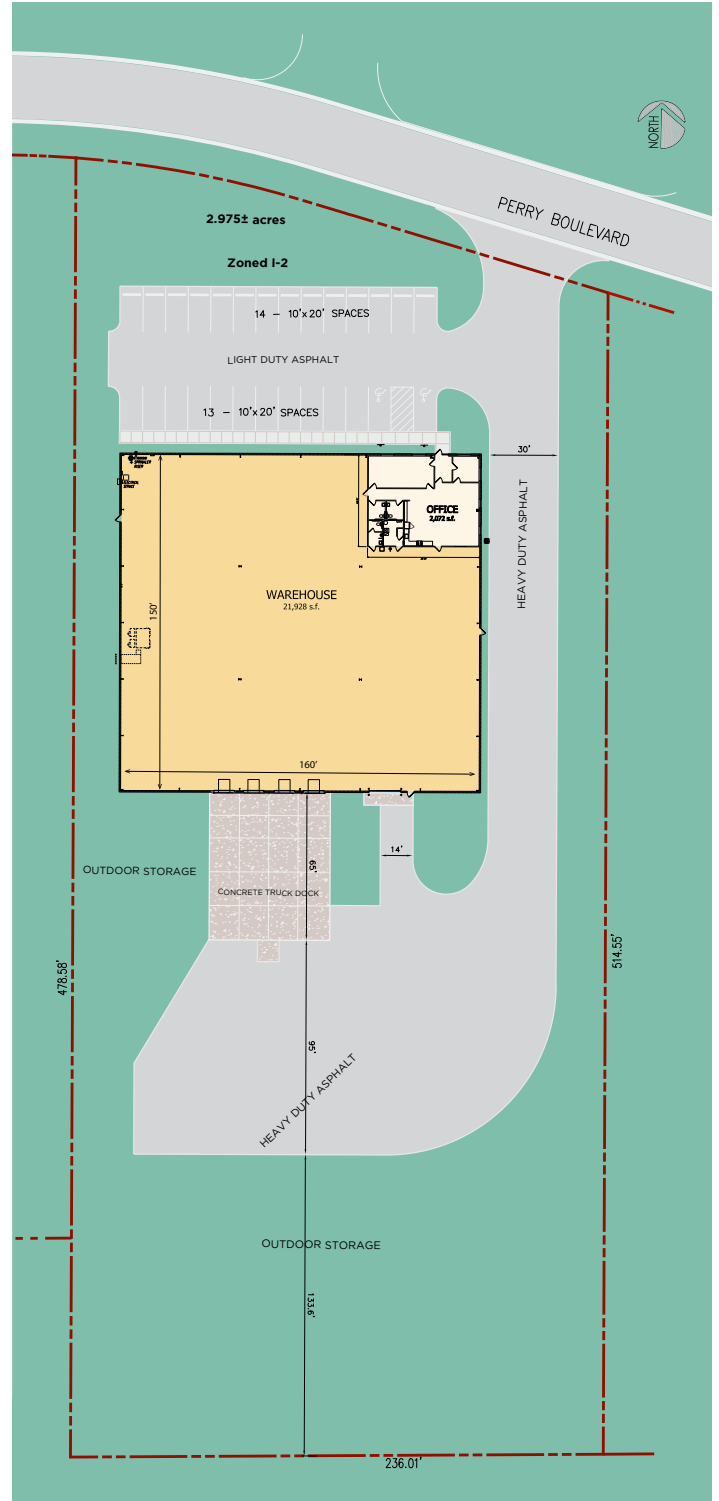 NORTH
PERRY BOULEVARD
2.975± acres
Zoned I-2
14 – 10'x 20' SPACES
LIGHT DUTY ASPHALT
13 – 10'x 20' SPACES
30'
HEAVY DUTY ASPHALT
OFFICE
2,072 s.f.
WAREHOUSE
21,928 s.f.
150'
160'
14'
65'
OUTDOOR STORAGE
CONCRETE TRUCK DOCK
478.58'
514.55'
95'
HEAVY DUTY ASPHALT
OUTDOOR STORAGE
133.6'
236.01'